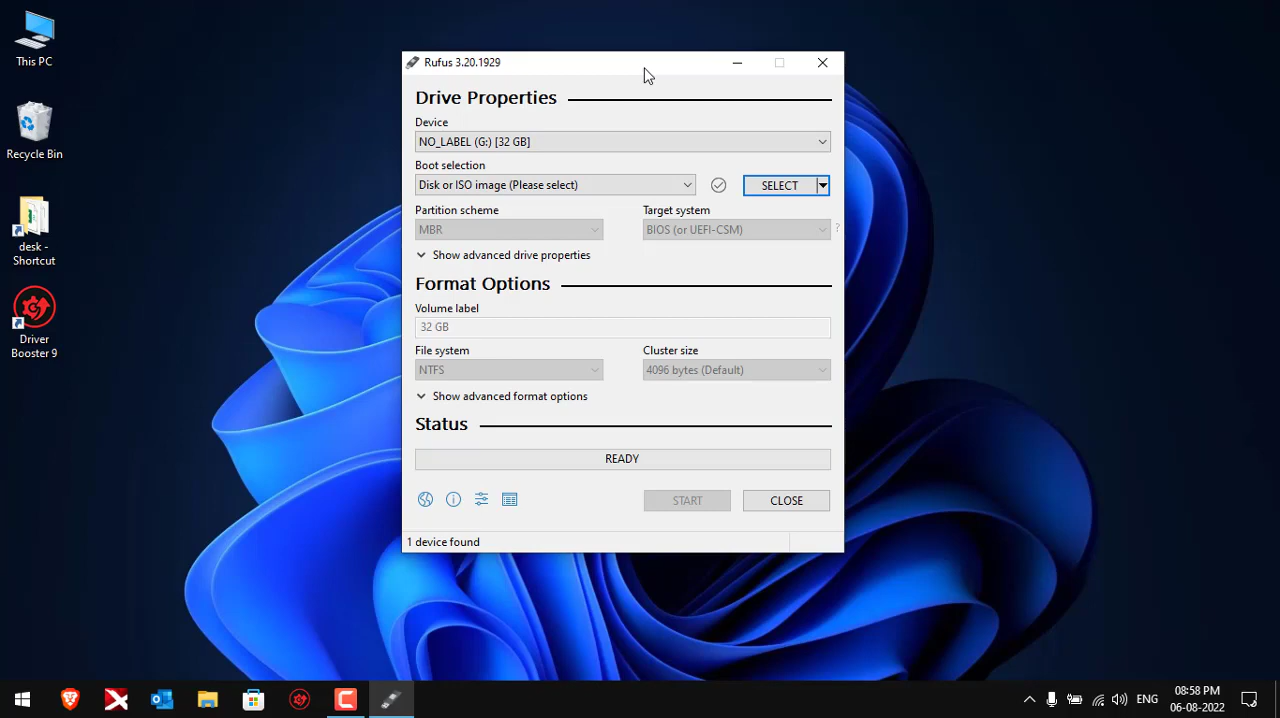 This PC
Recycle Bin
desk -
Shortcut
Driver
Booster 9
Rufus 3.20.1929
Drive Properties
Device
NO_LABEL (G:) [32 GB]
Boot selection
Disk or ISO image (Please select)
SELECT
Partition scheme
Target system
MBR
BIOS (or UEFI-CSM)
?
Show advanced drive properties
Format Options
Volume label
32 GB
File system
Cluster size
NTFS
4096 bytes (Default)
Show advanced format options
Status
READY
START
CLOSE
1 device found
ENG
08:58 PM
06-08-2022